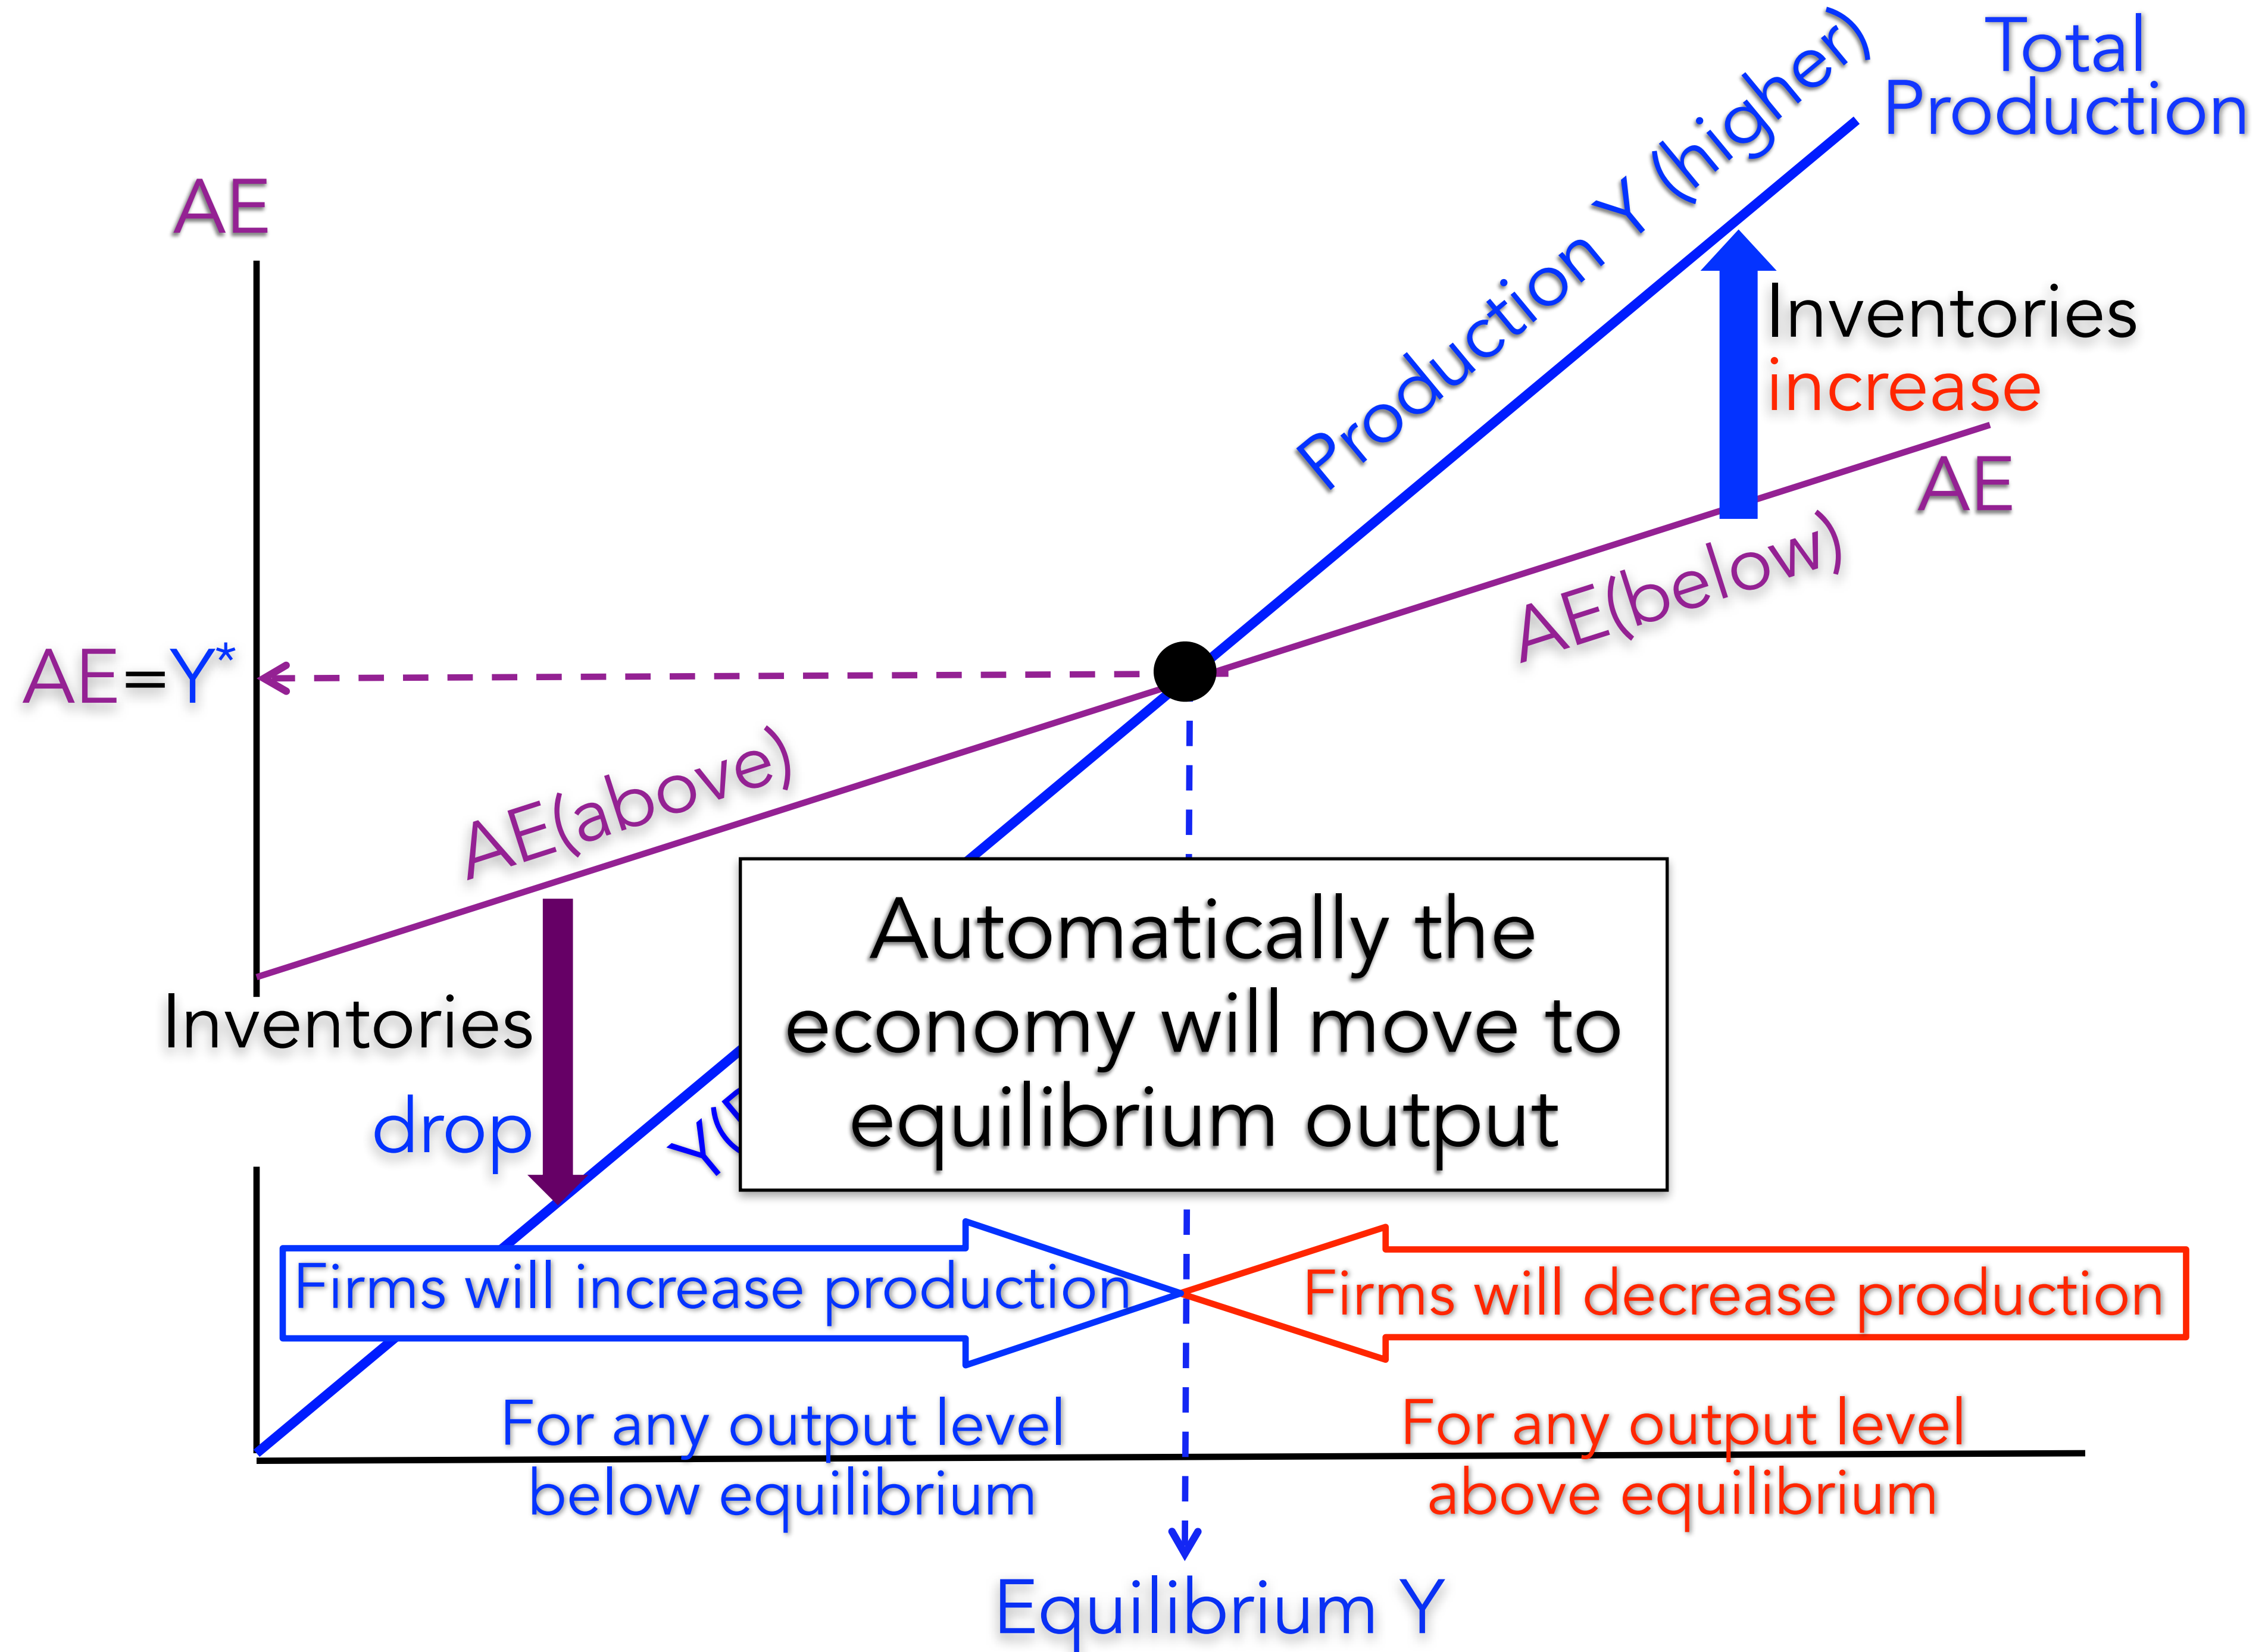 Total
Production
Production Y (higher)
AE
Inventories
increase
AE
AE(below)
AE=Y*
AE(above)
Automatically the
economy will move to
equilibrium output
Inventories
drop
Firms will increase production
Firms will decrease production
For any output level
below equilibrium
For any output level
above equilibrium
Equilibrium Y